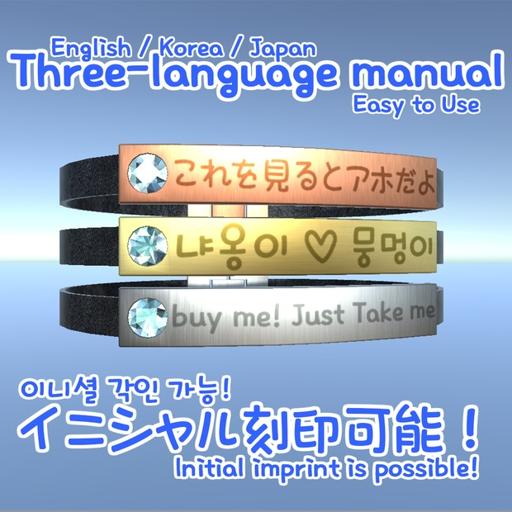 English / Korea / Japan
Three-language manual
Easy to Use
これを見るとアホだよ
냐옹이 ♡ 뭉멍이
buy me! Just Take me
이니셜 각인 가능!
イニシャル刻印可能！
Initial imprint is possible!